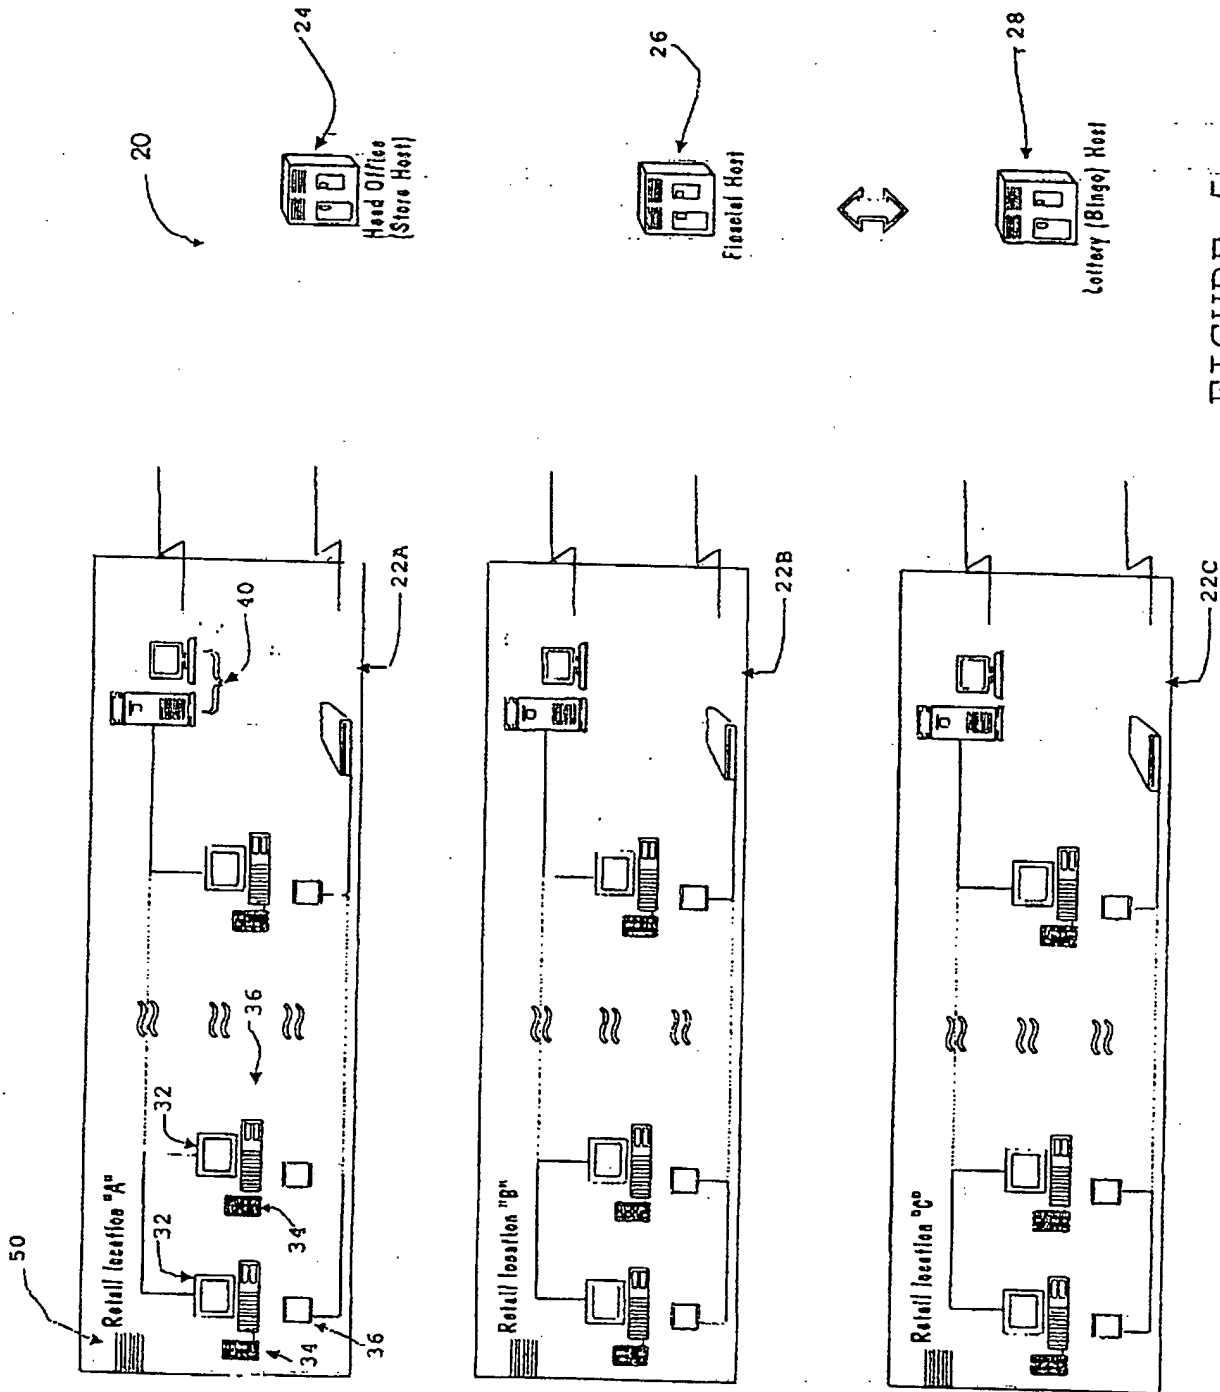 20
24
Head Office
(Store Host)
26
Finacial Host
28
Lottery (Bingo) Host
50
Retail location "A"
32
32
34
34
36
36
40
22A
Retail location "B"
22B
Retail location "C"
22C
FIGURE